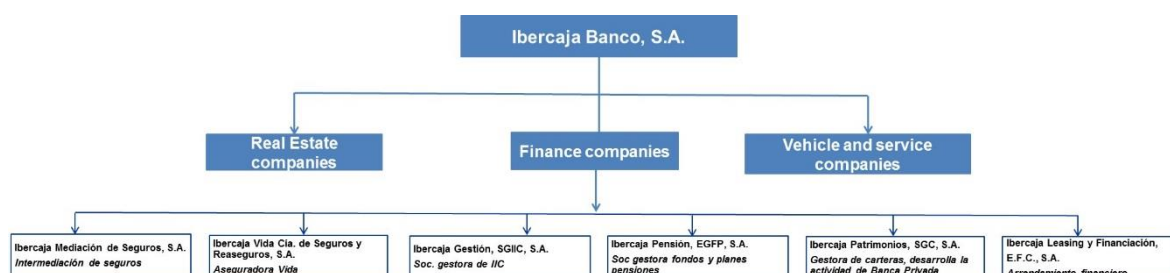 Ibercaja Banco, S.A.
Real Estate
companies
Finance companies
Vehicle and service
companies
Ibercaja Mediación de Seguros, S.A.
Intermediación de seguros
Ibercaja Vida Cía. de Seguros y
Reaseguros, S.A.
Aseguradora Vida
Ibercaja Gestión, SGIIC, S.A.
Soc. gestora de IIC
Ibercaja Pensión, EGFP, S.A.
Soc gestora fondos y planes
pensiones
Ibercaja Patrimonios, SGC, S.A.
Gestora de carteras, desarrolla la
actividad de Banca Privada
Ibercaja Leasing y Financiación,
E.F.C., S.A.
Arrendamiento financiero